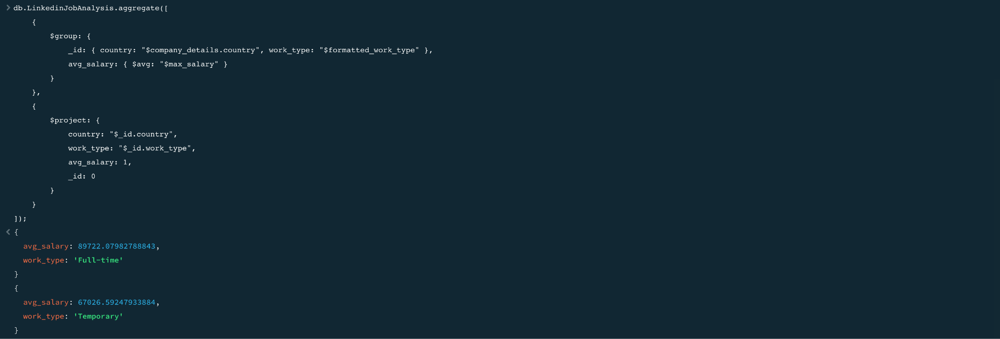 db.LinkedinJobAnalysis.aggregate([
{
$group: {
_id: { country: "$company_details.country", work_type: "$formatted_work_type" },
avg_salary: { $avg: "$max_salary" }
}
},
{
$project: {
country: "$_id.country",
work_type: "$_id.work_type",
avg_salary: 1,
_id: 0
}
}
]);
{
avg_salary: 89722.07982788843,
work_type: 'Full-time'
}
{
avg_salary: 67026.59247933884,
work_type: 'Temporary'
}